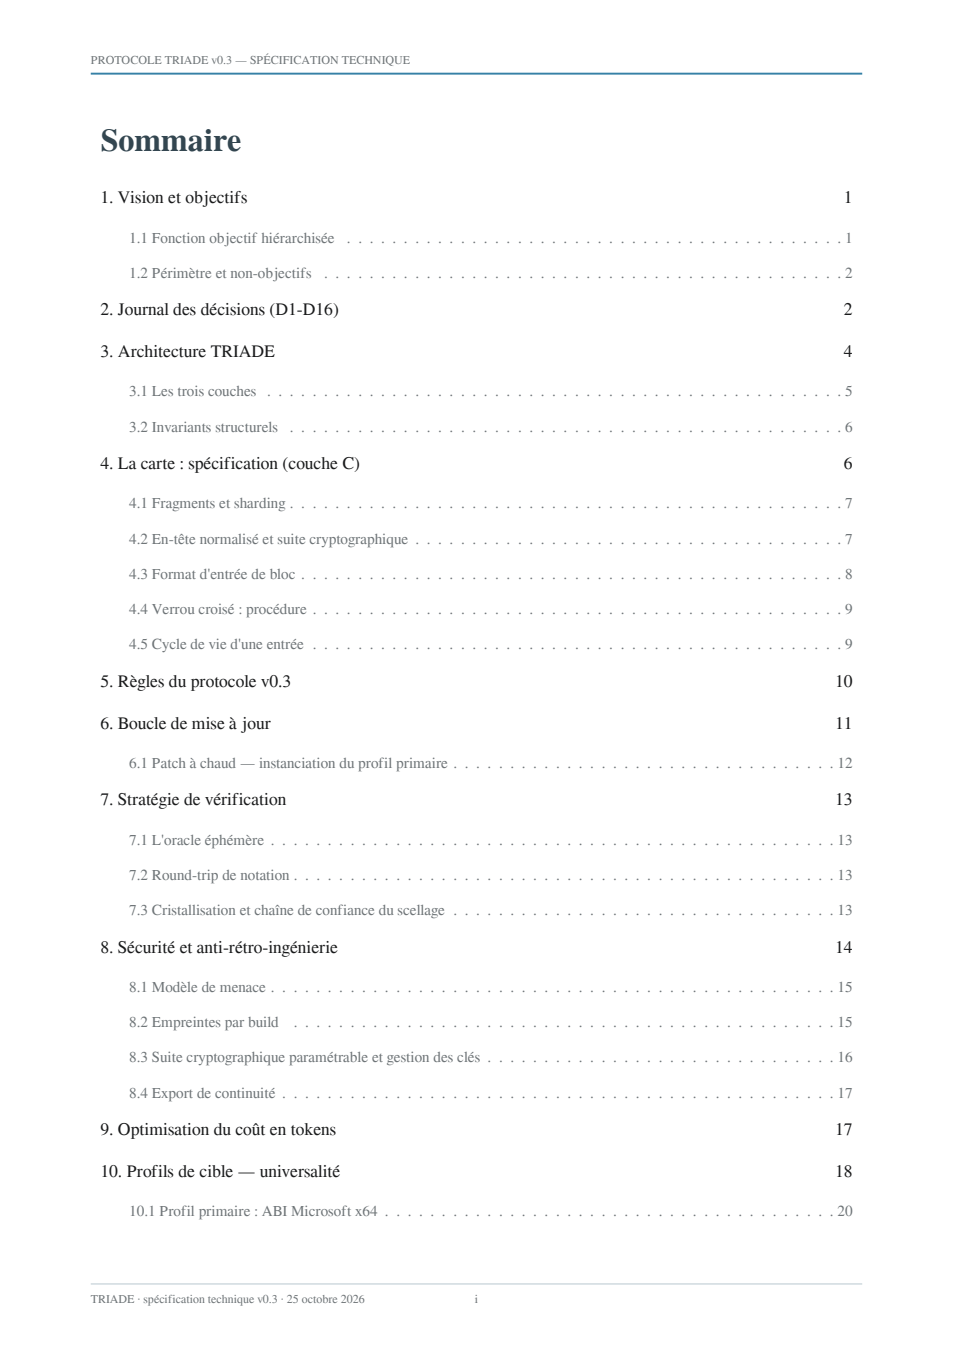 PROTOCOLE TRIADE v0.3 — SPÉCIFICATION TECHNIQUE
Sommaire
1. Vision et objectifs 1
1.1 Fonction objectif hiérarchisée . . . . . . . . . . . . . . . . . . . . . . . . . . . . . . . . . . . . . . . . . . . . 1
1.2 Périmètre et non-objectifs . . . . . . . . . . . . . . . . . . . . . . . . . . . . . . . . . . . . . . . . . . . . . . 2
2. Journal des décisions (D1-D16) 2
3. Architecture TRIADE 4
3.1 Les trois couches . . . . . . . . . . . . . . . . . . . . . . . . . . . . . . . . . . . . . . . . . . . . . . . . . . . 5
3.2 Invariants structurels . . . . . . . . . . . . . . . . . . . . . . . . . . . . . . . . . . . . . . . . . . . . . . . . . 6
4. La carte : spécification (couche C) 6
4.1 Fragments et sharding . . . . . . . . . . . . . . . . . . . . . . . . . . . . . . . . . . . . . . . . . . . . . . . . . 7
4.2 En-tête normalisé et suite cryptographique . . . . . . . . . . . . . . . . . . . . . . . . . . . . . . . . . . . . . . 7
4.3 Format d'entrée de bloc . . . . . . . . . . . . . . . . . . . . . . . . . . . . . . . . . . . . . . . . . . . . . . . . 8
4.4 Verrou croisé : procédure . . . . . . . . . . . . . . . . . . . . . . . . . . . . . . . . . . . . . . . . . . . . . . . 9
4.5 Cycle de vie d'une entrée . . . . . . . . . . . . . . . . . . . . . . . . . . . . . . . . . . . . . . . . . . . . . . . 9
5. Règles du protocole v0.3 10
6. Boucle de mise à jour 11
6.1 Patch à chaud — instanciation du profil primaire . . . . . . . . . . . . . . . . . . . . . . . . . . . . . . . . . . 12
7. Stratégie de vérification 13
7.1 L'oracle éphémère . . . . . . . . . . . . . . . . . . . . . . . . . . . . . . . . . . . . . . . . . . . . . . . . . . 13
7.2 Round-trip de notation . . . . . . . . . . . . . . . . . . . . . . . . . . . . . . . . . . . . . . . . . . . . . . . . 13
7.3 Cristallisation et chaîne de confiance du scellage . . . . . . . . . . . . . . . . . . . . . . . . . . . . . . . . . . 13
8. Sécurité et anti-rétro-ingénierie 14
8.1 Modèle de menace . . . . . . . . . . . . . . . . . . . . . . . . . . . . . . . . . . . . . . . . . . . . . . . . . . 15
8.2 Empreintes par build . . . . . . . . . . . . . . . . . . . . . . . . . . . . . . . . . . . . . . . . . . . . . . . . 15
8.3 Suite cryptographique paramétrable et gestion des clés . . . . . . . . . . . . . . . . . . . . . . . . . . . . . . . 16
8.4 Export de continuité . . . . . . . . . . . . . . . . . . . . . . . . . . . . . . . . . . . . . . . . . . . . . . . . . 17
9. Optimisation du coût en tokens 17
10. Profils de cible — universalité 18
10.1 Profil primaire : ABI Microsoft x64 . . . . . . . . . . . . . . . . . . . . . . . . . . . . . . . . . . . . . . . . 20
TRIADE · spécification technique v0.3 · 25 octobre 2026 i